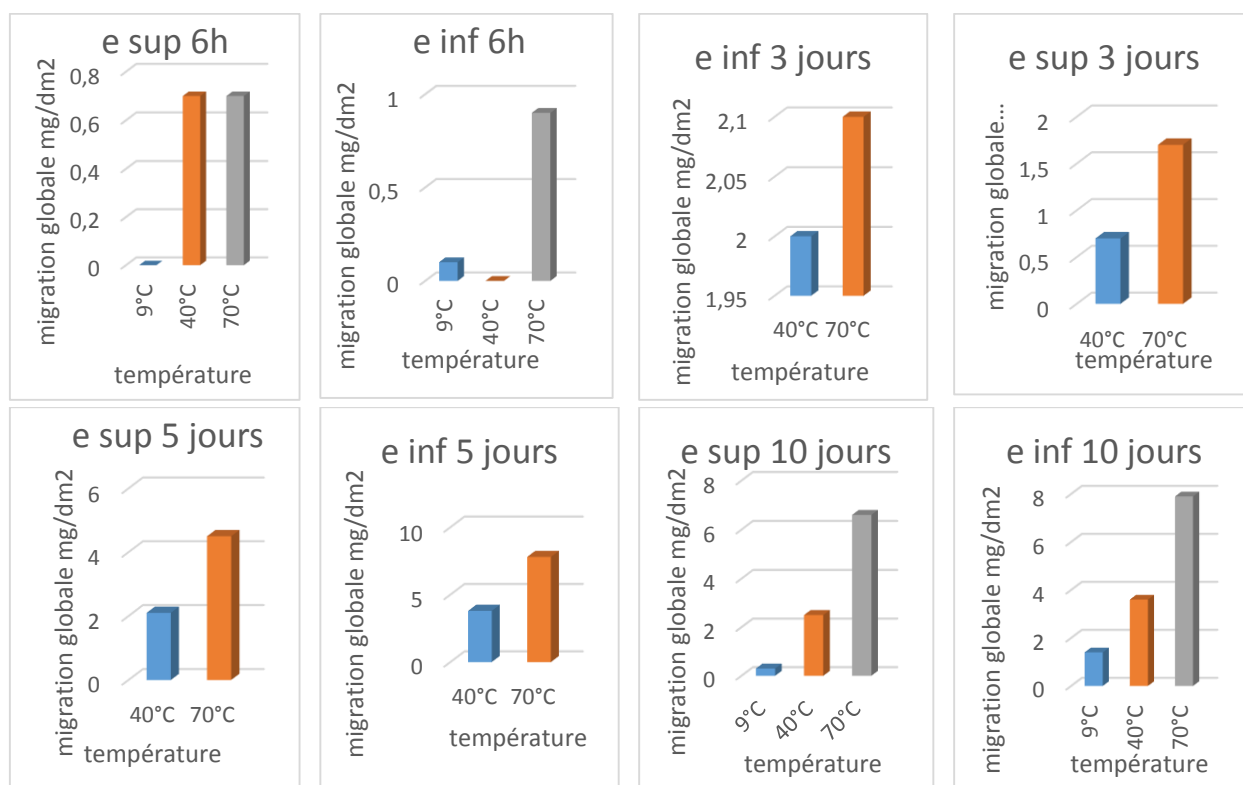 e sup 6h
migration globale mg/dm2
0,8
0,6
0,4
0,2
0
9°C
40°C
70°C
température
e inf 6h
migration globale mg/dm2
1
0,5
0
9°C
40°C
70°C
température
e inf 3 jours
migration globale mg/dm2
2,1
2,05
2
1,95
40°C 70°C
température
e sup 3 jours
migration globale...
2
1,5
1
0,5
0
40°C 70°C
température
e sup 5 jours
migration globale mg/dm2
6
4
2
0
40°C 70°C
température
e inf 5 jours
migration globale mg/dm2
10
5
0
40°C 70°C
température
e sup 10 jours
migration globale mg/dm2
8
6
4
2
0
9°C
40°C
70°C
température
e inf 10 jours
migration globale mg/dm2
8
6
4
2
0
9°C
40°C
70°C
température